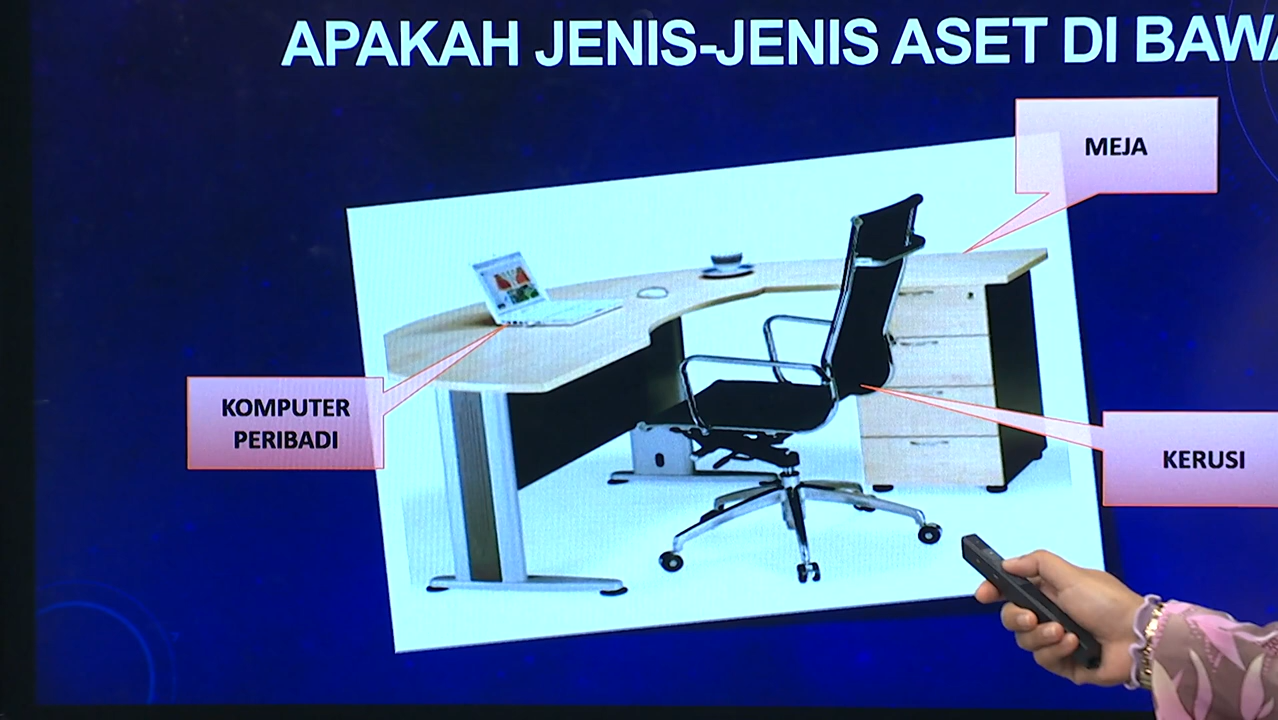 APAKAH JENIS-JENIS ASET DI
MEJA
KOMPUTER
PERIBADI
KERUSI